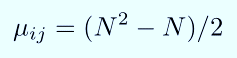 μ_{ij} = (N^2 − N)/2